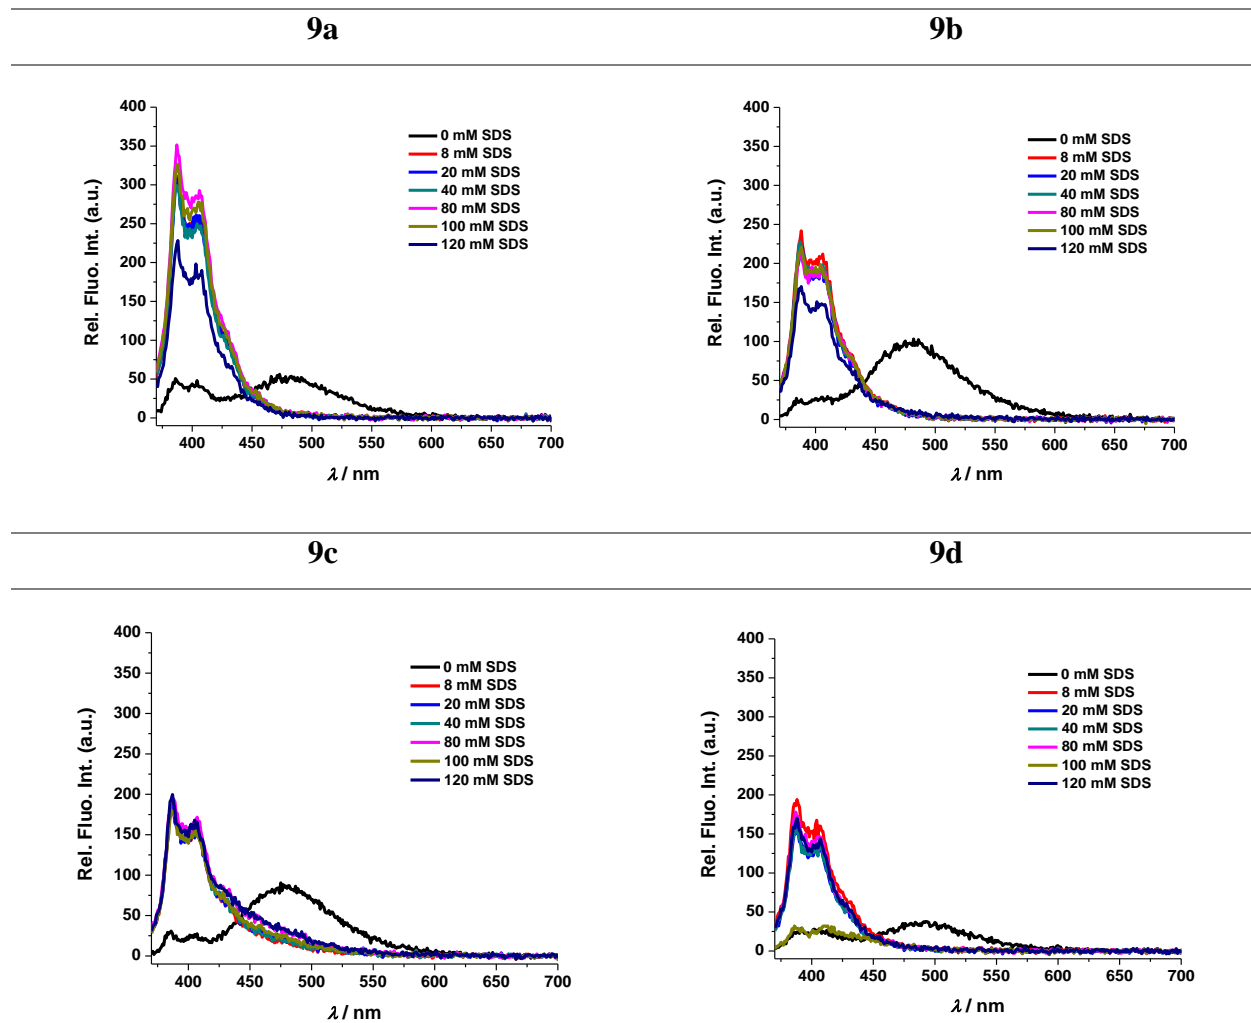 9a
9b
400
350
300
250
200
150
100
50
0
Rel. Fluo. Int. (a.u.)
0 mM SDS
8 mM SDS
20 mM SDS
40 mM SDS
80 mM SDS
100 mM SDS
120 mM SDS
400 450 500 550 600 650 700
λ / nm
400
350
300
250
200
150
100
50
0
Rel. Fluo. Int. (a.u.)
0 mM SDS
8 mM SDS
20 mM SDS
40 mM SDS
80 mM SDS
100 mM SDS
120 mM SDS
400 450 500 550 600 650 700
λ / nm
9c
9d
400
350
300
250
200
150
100
50
0
Rel. Fluo. Int. (a.u.)
0 mM SDS
8 mM SDS
20 mM SDS
40 mM SDS
80 mM SDS
100 mM SDS
120 mM SDS
400 450 500 550 600 650 700
λ / nm
400
350
300
250
200
150
100
50
0
Rel. Fluo. Int. (a.u.)
0 mM SDS
8 mM SDS
20 mM SDS
40 mM SDS
80 mM SDS
100 mM SDS
120 mM SDS
400 450 500 550 600 650 700
λ / nm